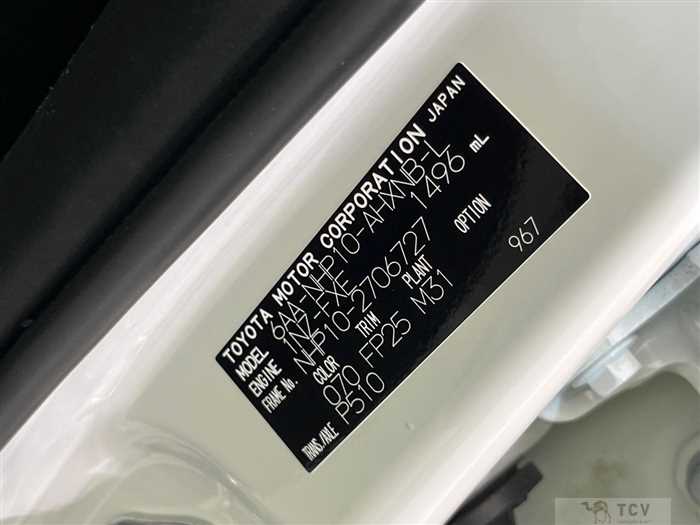 TOYOTA MOTOR CORPORATION JAPAN
MODEL 6AA-NHP10-AHXNB-L
ENGINE 1NZ-FXE 1496 mL
FRAME No. NHP10-2706727
COLOR TRIM PLANT OPTION
070 FP25 M31 967
TRANS./AXLE P510
TCV